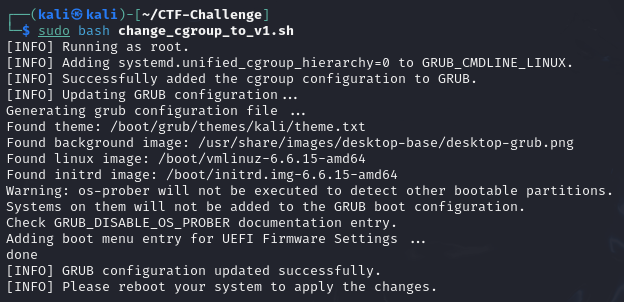 ┌──(kali㉿kali)-[~/CTF-Challenge]
└─$ sudo bash change_cgroup_to_v1.sh
[INFO] Running as root.
[INFO] Adding systemd.unified_cgroup_hierarchy=0 to GRUB_CMDLINE_LINUX.
[INFO] Successfully added the cgroup configuration to GRUB.
[INFO] Updating GRUB configuration...
Generating grub configuration file ...
Found theme: /boot/grub/themes/kali/theme.txt
Found background image: /usr/share/images/desktop-base/desktop-grub.png
Found linux image: /boot/vmlinuz-6.6.15-amd64
Found initrd image: /boot/initrd.img-6.6.15-amd64
Warning: os-prober will not be executed to detect other bootable partitions.
Systems on them will not be added to the GRUB boot configuration.
Check GRUB_DISABLE_OS_PROBER documentation entry.
Adding boot menu entry for UEFI Firmware Settings ...
done
[INFO] GRUB configuration updated successfully.
[INFO] Please reboot your system to apply the changes.